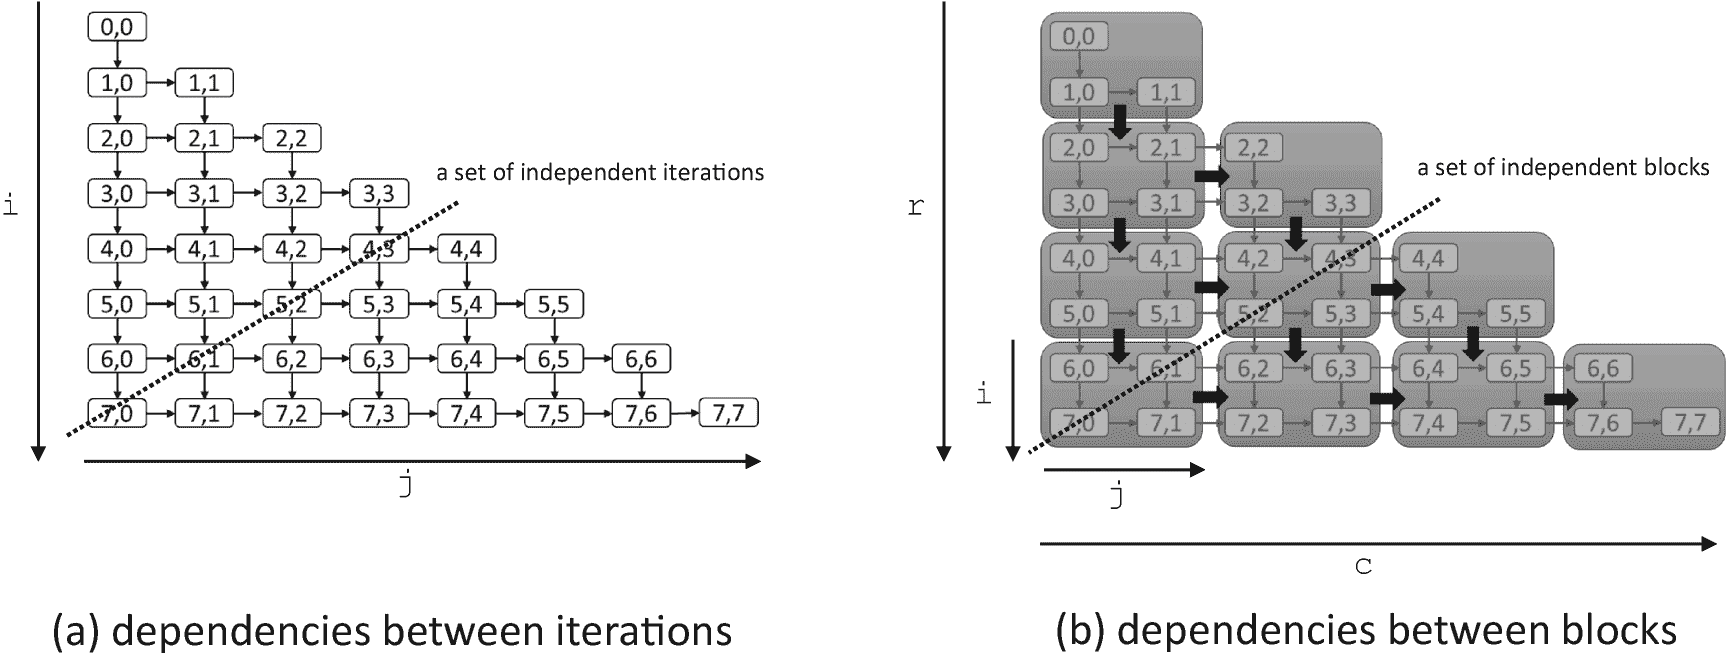 0,0
1,0 1,1
2,0 2,1 2,2
3,0 3,1 3,2 3,3
4,0 4,1 4,2 4,3 4,4
5,0 5,1 5,2 5,3 5,4 5,5
6,0 6,1 6,2 6,3 6,4 6,5 6,6
7,0 7,1 7,2 7,3 7,4 7,5 7,6 7,7
a set of independent iterations
i
j
(a) dependencies between iterations
0,0
1,0 1,1
2,0 2,1 2,2
3,0 3,1 3,2 3,3
4,0 4,1 4,2 4,3 4,4
5,0 5,1 5,2 5,3 5,4 5,5
6,0 6,1 6,2 6,3 6,4 6,5 6,6
7,0 7,1 7,2 7,3 7,4 7,5 7,6 7,7
a set of independent blocks
r
i
j
c
(b) dependencies between blocks